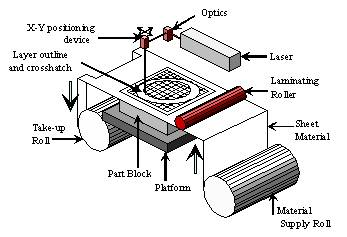 Optics
X-Y positioning
device
Layer outline
and crosshatch
Laser
Laminating
Roller
Take-up
Roll
Sheet
Material
Part Block
Platform
Material
Supply Roll